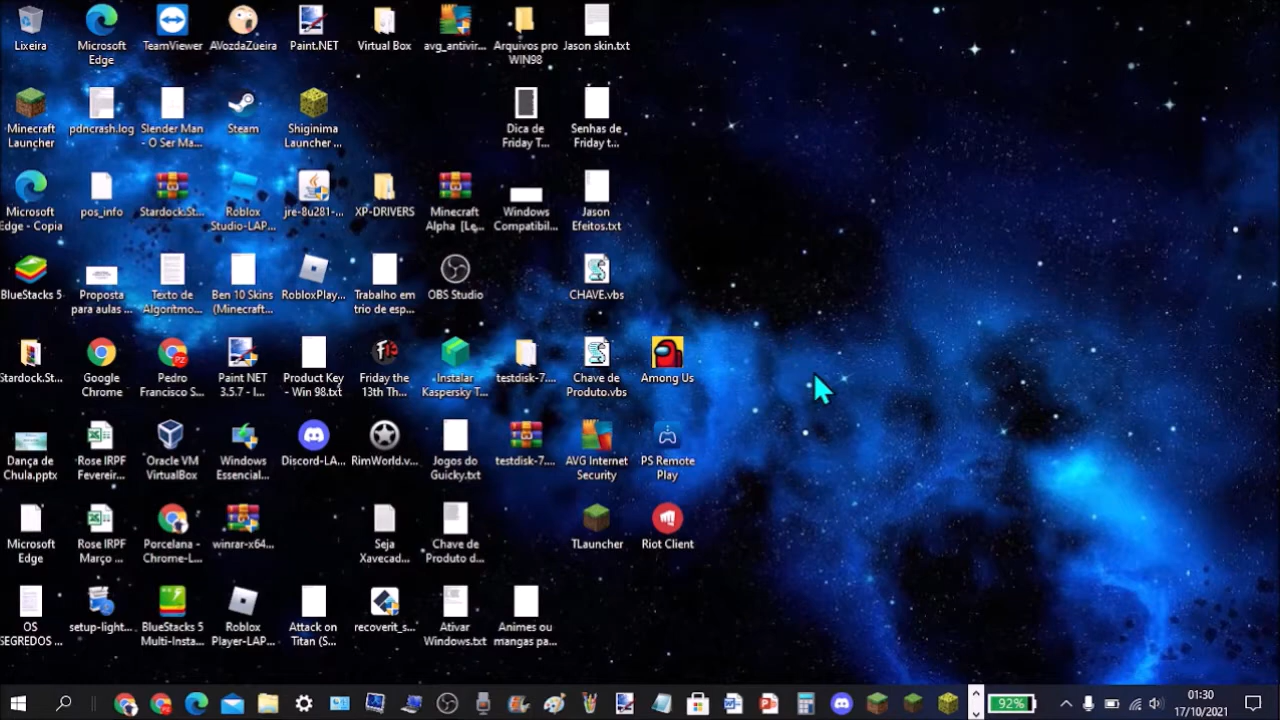 Lixeira
Microsoft
Edge
TeamViewer
AVozdaZueira
Paint.NET
Virtual Box
avg_antivir...
Arquivos pro
WIN98
Jason skin.txt
Minecraft
Launcher
pdncrash.log
Slender Man
- O Ser Ma...
Steam
Shiginima
Launcher ...
Dica de
Friday T...
Senhas de
Friday t...
Microsoft
Edge - Copia
pos_info
Stardock.St...
Roblox
Studio-LAP...
jre-8u281-...
XP-DRIVERS
Minecraft
Alpha [Le...
Windows
Compatibil...
Jason
Efeitos.txt
BlueStacks 5
Proposta
para aulas ...
Texto de
Algoritmo...
Ben 10 Skins
(Minecraft...
RobloxPlay...
Trabalho em
trio de esp...
OBS Studio
CHAVE.vbs
Stardock.St...
Google
Chrome
Pedro
Francisco S...
Paint NET
3.5.7 - I...
Product Key
- Win 98.txt
Friday the
13th Th...
Instalar
Kaspersky T...
testdisk-7....
Chave de
Produto.vbs
Among Us
Dança de
Chula.pptx
Rose IRPF
Fevereir...
Oracle VM
VirtualBox
Windows
Essencial...
Discord-LA...
RimWorld.v...
Jogos do
Guicky.txt
testdisk-7....
AVG Internet
Security
PS Remote
Play
Microsoft
Edge
Rose IRPF
Março ...
Porcelana -
Chrome-L...
winrar-x64...
Seja
Xavecad...
Chave de
Produto d...
TLauncher
Riot Client
OS
SEGREDOS ...
setup-light...
BlueStacks 5
Multi-Insta...
Roblox
Player-LAP...
Attack on
Titan (S...
recoverit_s...
Ativar
Windows.txt
Animes ou
mangas pa...
92%
01:30
17/10/2021